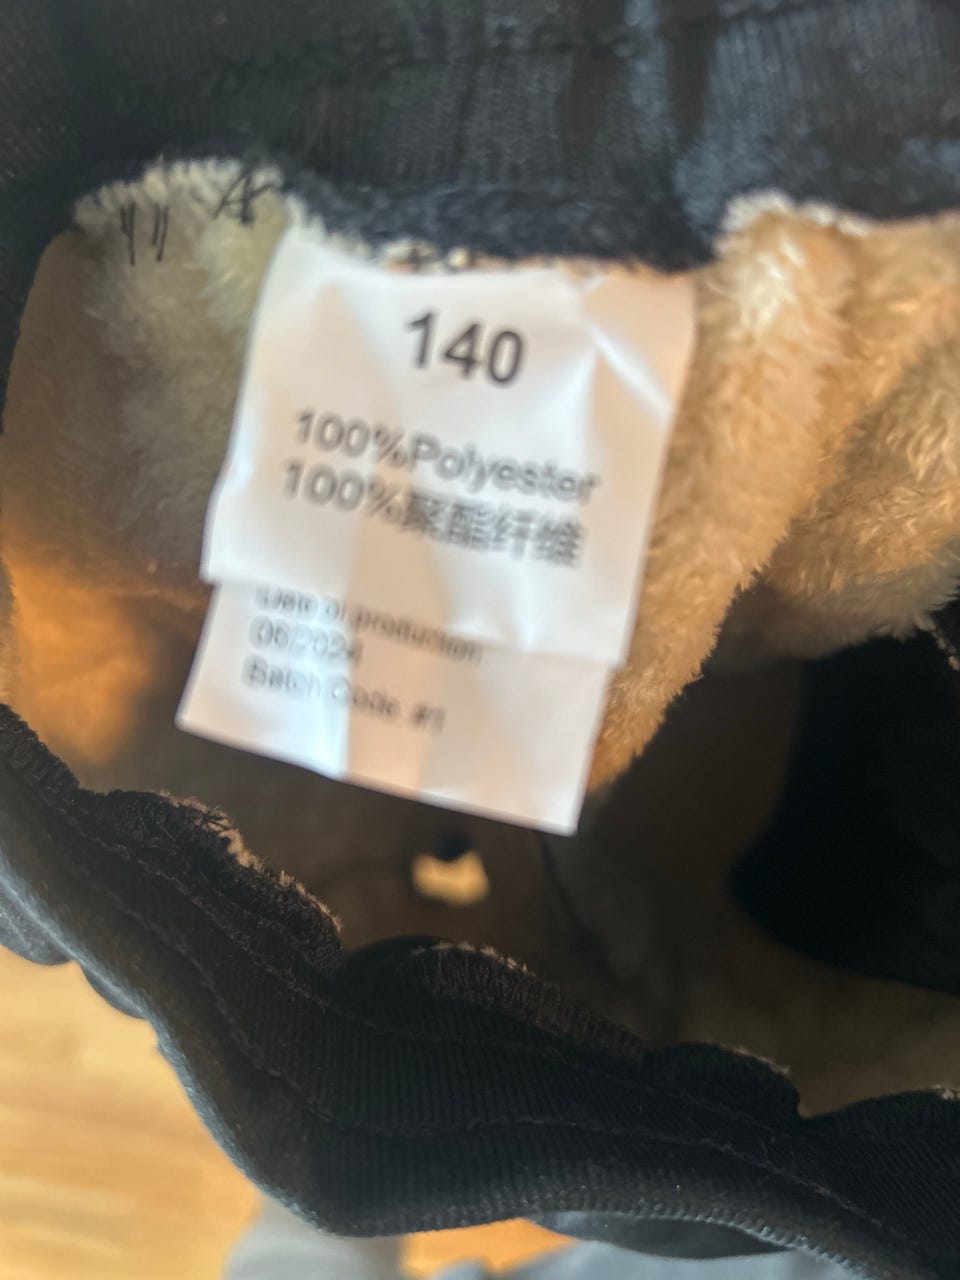 140
100%Polyester
100%聚酯纤维
Date of production
06/2024
Batch Code #1